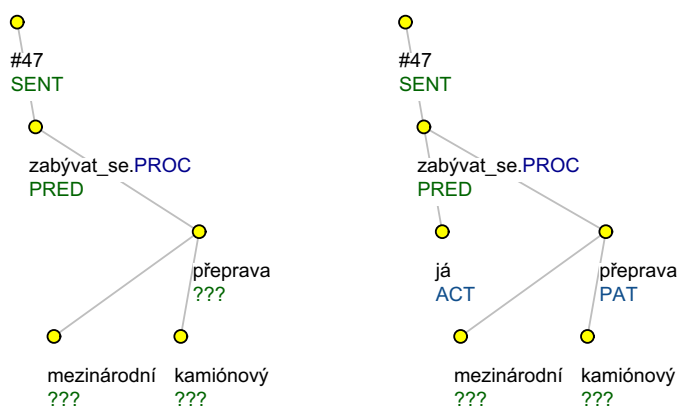 #47
SENT
zabývat_se.PROC
PRED
přeprava
???
mezinárodní
???
kamiónový
???
#47
SENT
zabývat_se.PROC
PRED
já
ACT
přeprava
PAT
mezinárodní
???
kamiónový
???